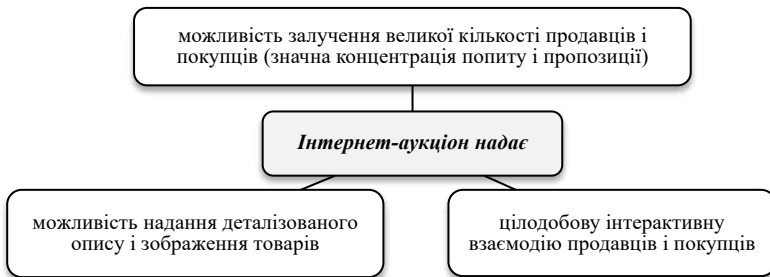 можливість залучення великої кількості продавців і
покупців (значна концентрація попиту і пропозиції)
Інтернет-аукціон надає
можливість надання деталізованого
опису і зображення товарів
цілодобову інтерактивну
взаємодію продавців і покупців